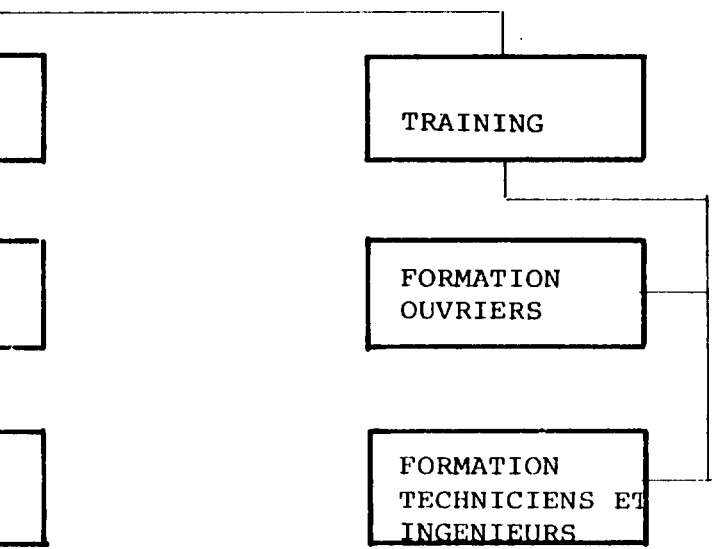 TRAINING
FORMATION
OUVRIERS
FORMATION
TECHNICIENS ET
INGENIEURS